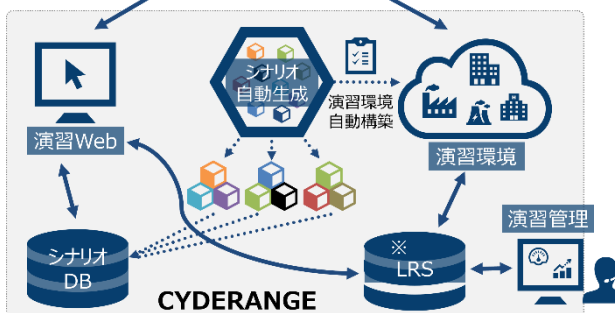 シナリオ
自動生成
演習環境
自動構築
演習Web
演習環境
演習管理
シナリオ
DB
※
LRS
CYDERANGE